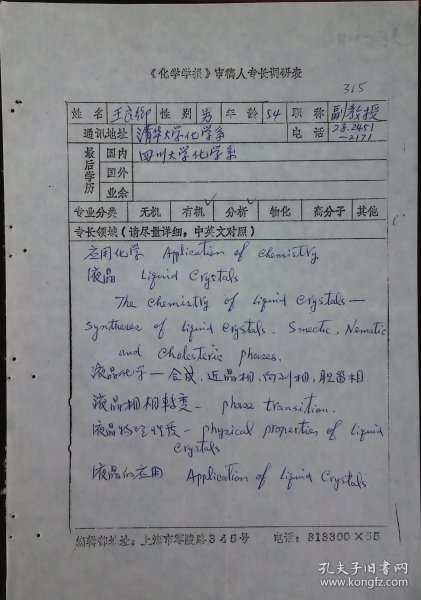 《化学学报》审稿人专长调研表
315
姓名 王良御 性别 男 年龄 54 职称 副教授
通讯地址 清华大学化学系 电话 28.2451-2171
最后学历 国内 四川大学化学系
国外
业余
专业分类 无机 有机√ 分析√ 物化 高分子 其他
专长领域(请尽量详细,中英文对照)
应用化学 Application of Chemistry
液晶 Liquid Crystals
The Chemistry of Liquid Crystals—
Syntheses of Liquid Crystals. Smectic, Nematic
and Cholesteric phases.
液晶化学—合成,近晶相,向列相,胆甾相.
液晶相相转变— phase transition.
液晶物理性质— physical properties of Liquid
Crystals
液晶的应用 Application of Liquid Crystals
编辑部地址:上海市零陵路345号 电话:313300×55
孔夫子旧书网
www.kongfz.com